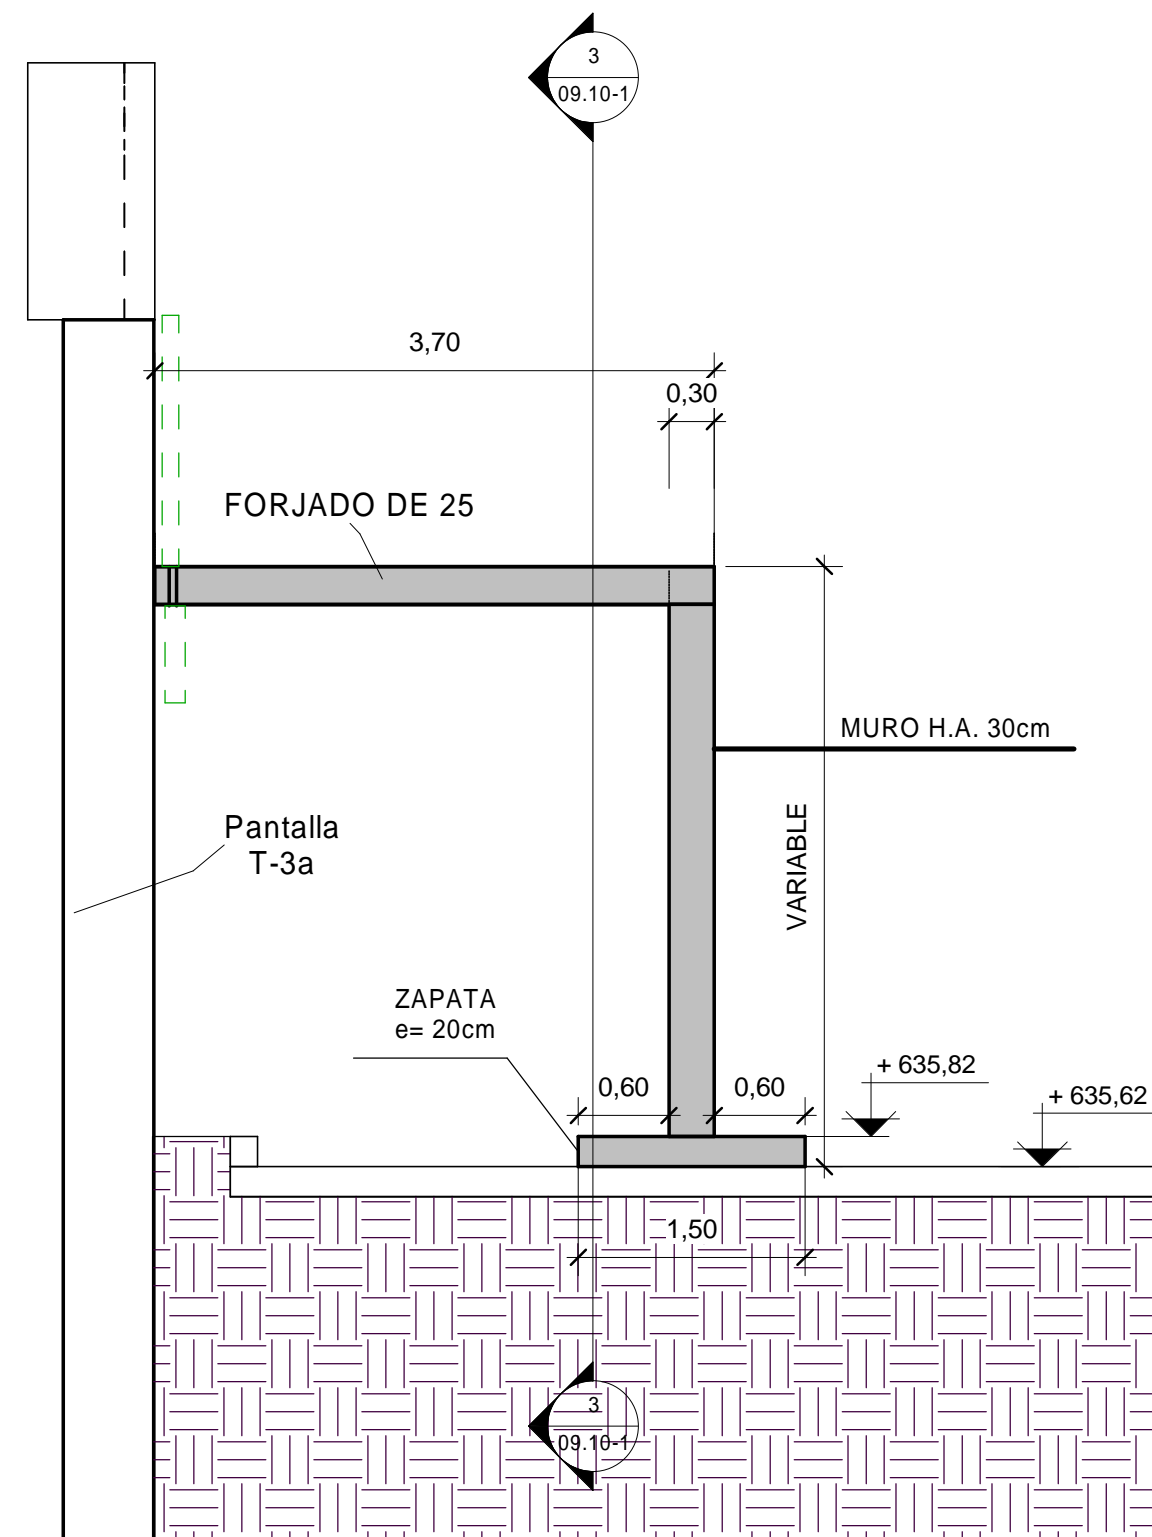 3
09.10-1
3,70
0,30
FORJADO DE 25
MURO H.A. 30cm
VARIABLE
Pantalla
T-3a
ZAPATA
e= 20cm
0,60
0,60
+ 635,82
+ 635,62
1,50
3
09.10-1